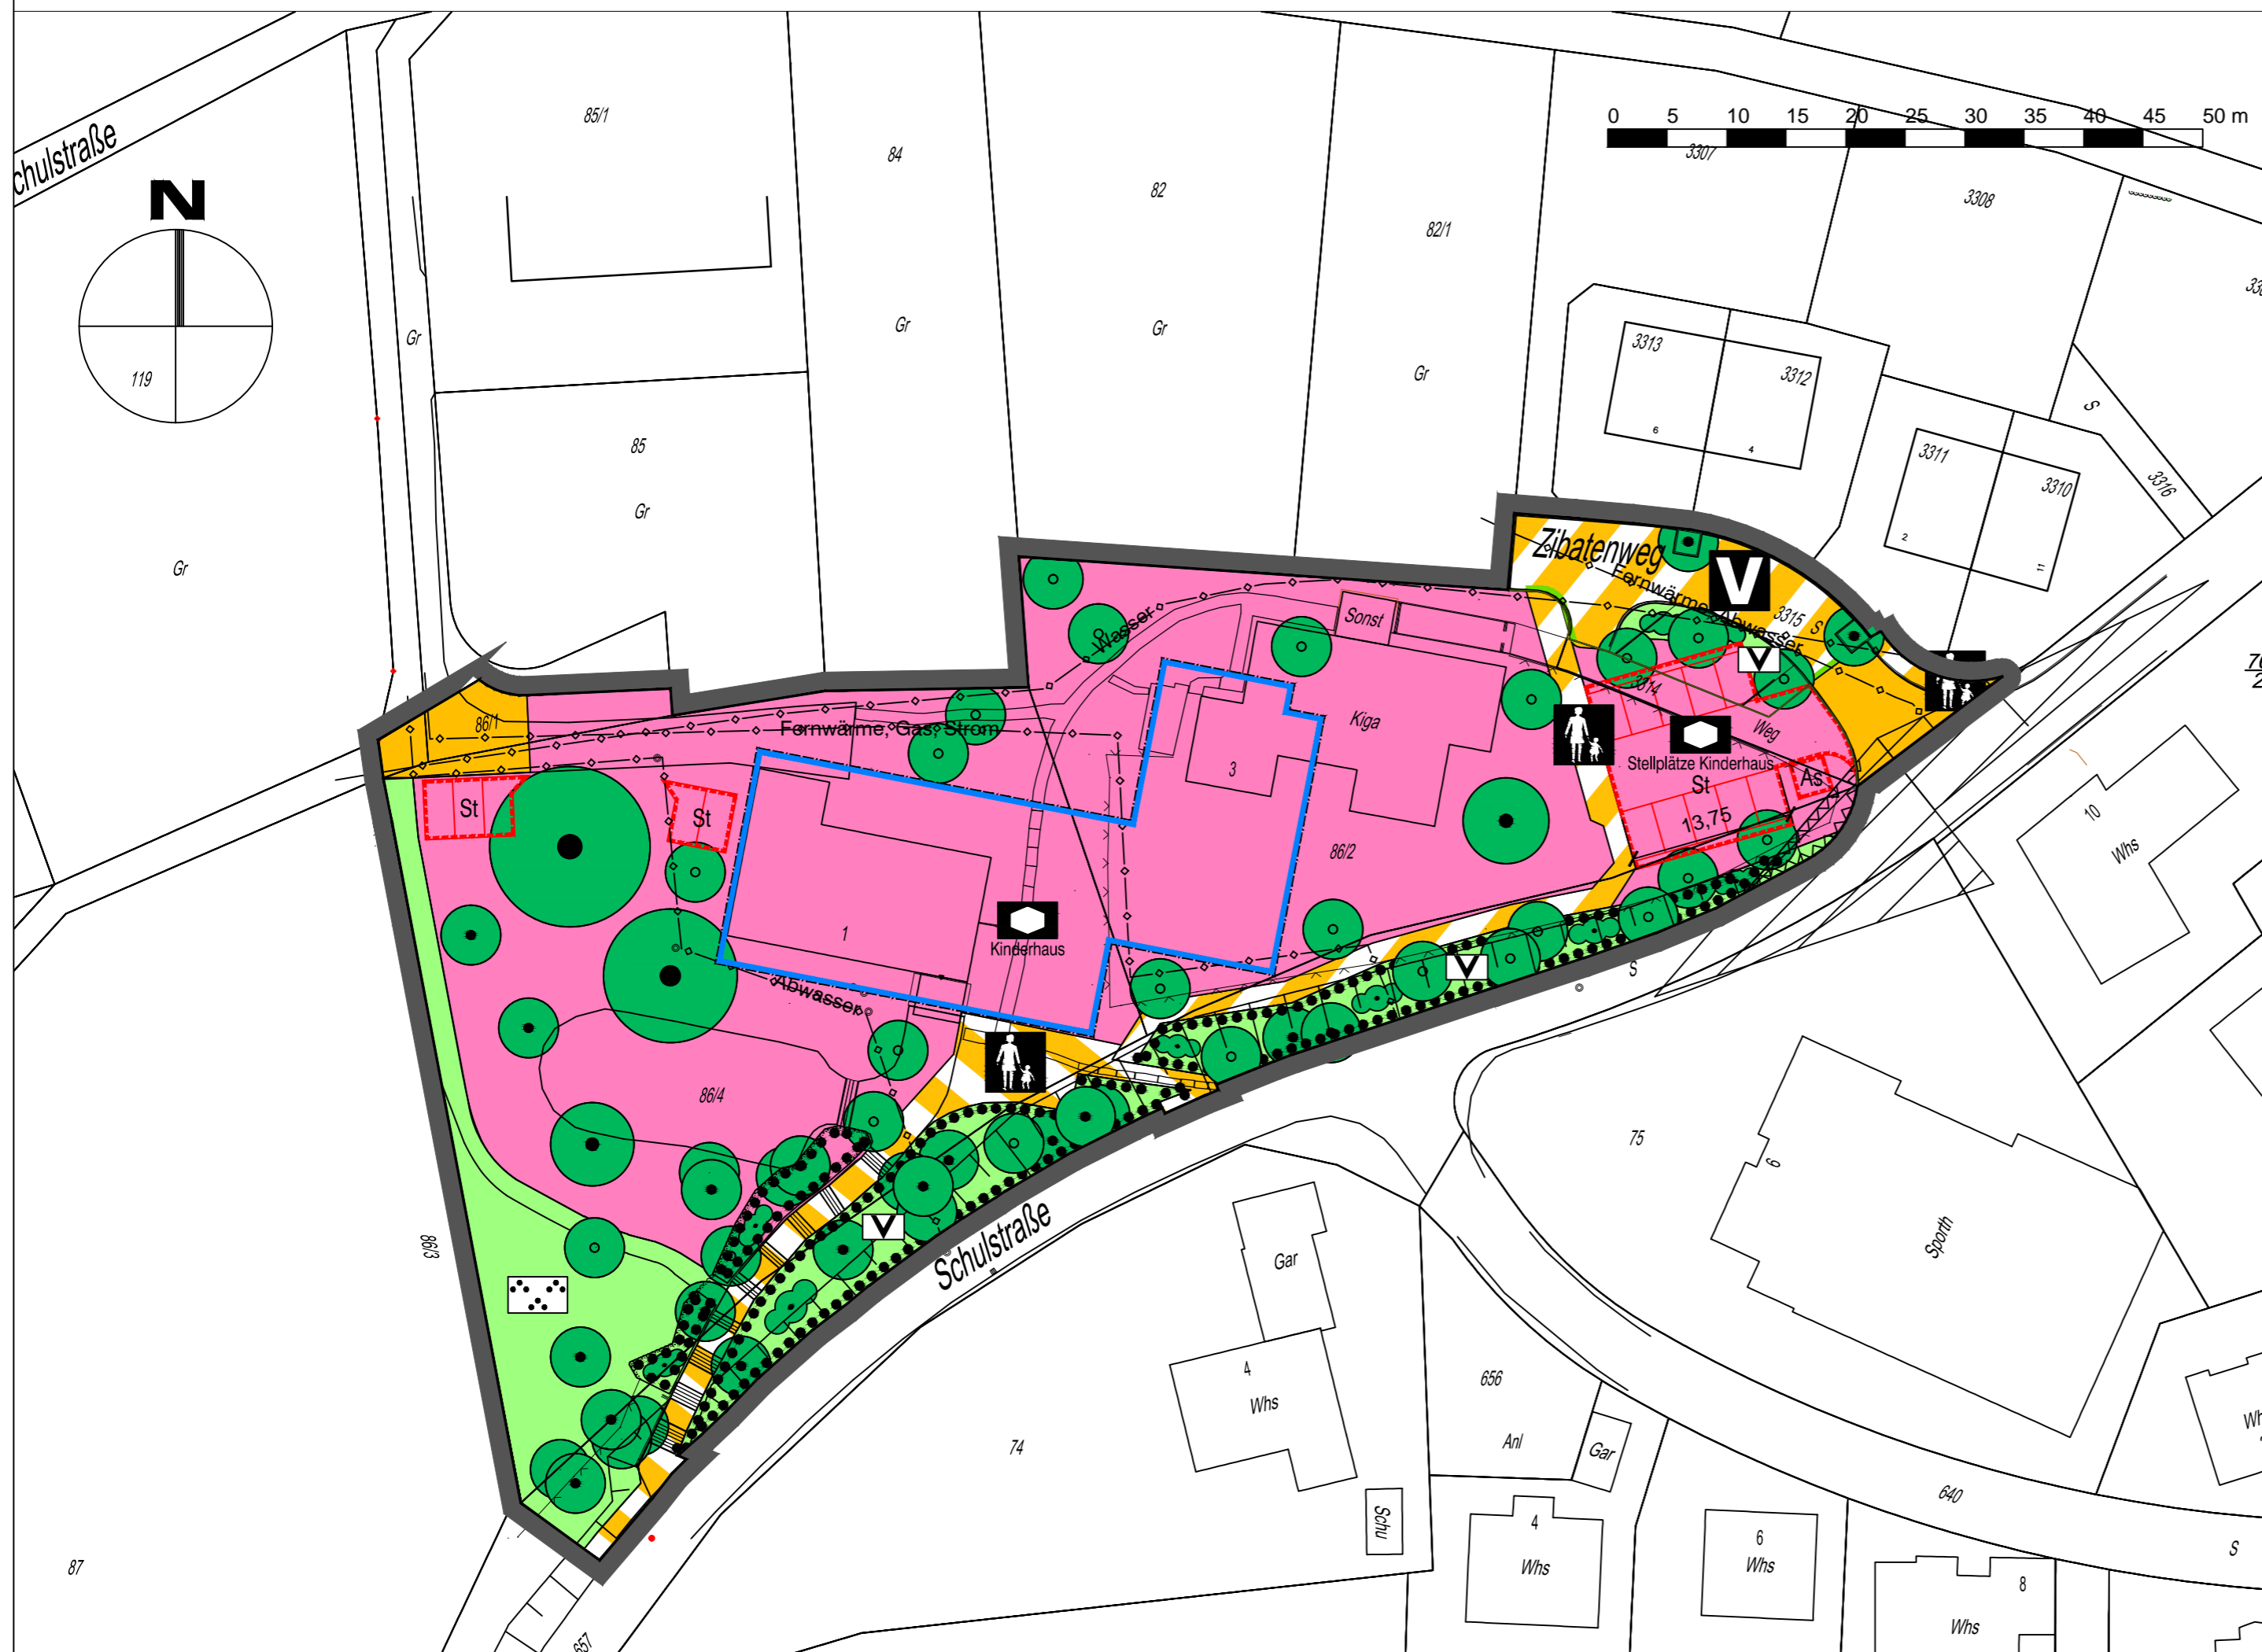 0 5 10 15 20 25 30 35 40 45 50 m
chulstraße
N
119
85/1
84
82
82/1
3307
3308
Gr
Gr
Gr
Gr
85
Gr
Gr
3313
3312
6
4
3311
3310
2
11
S
3316
Zibatenweg
V
Fernwärme, Abwasser
3315
S
V
3314
Weg
Stellplätze Kinderhaus
St
As
13,75
Sonst
Wasser
Kiga
3
86/1
Fernwärme, Gas, Strom
St
St
86/2
1
Kinderhaus
Abwasser
V
S
86/4
86/3
V
Schulstraße
10
Whs
75
6
Sporth
Gar
4
Whs
74
656
Anl
Gar
Schu
4
Whs
6
Whs
8
Whs
640
S
87
657